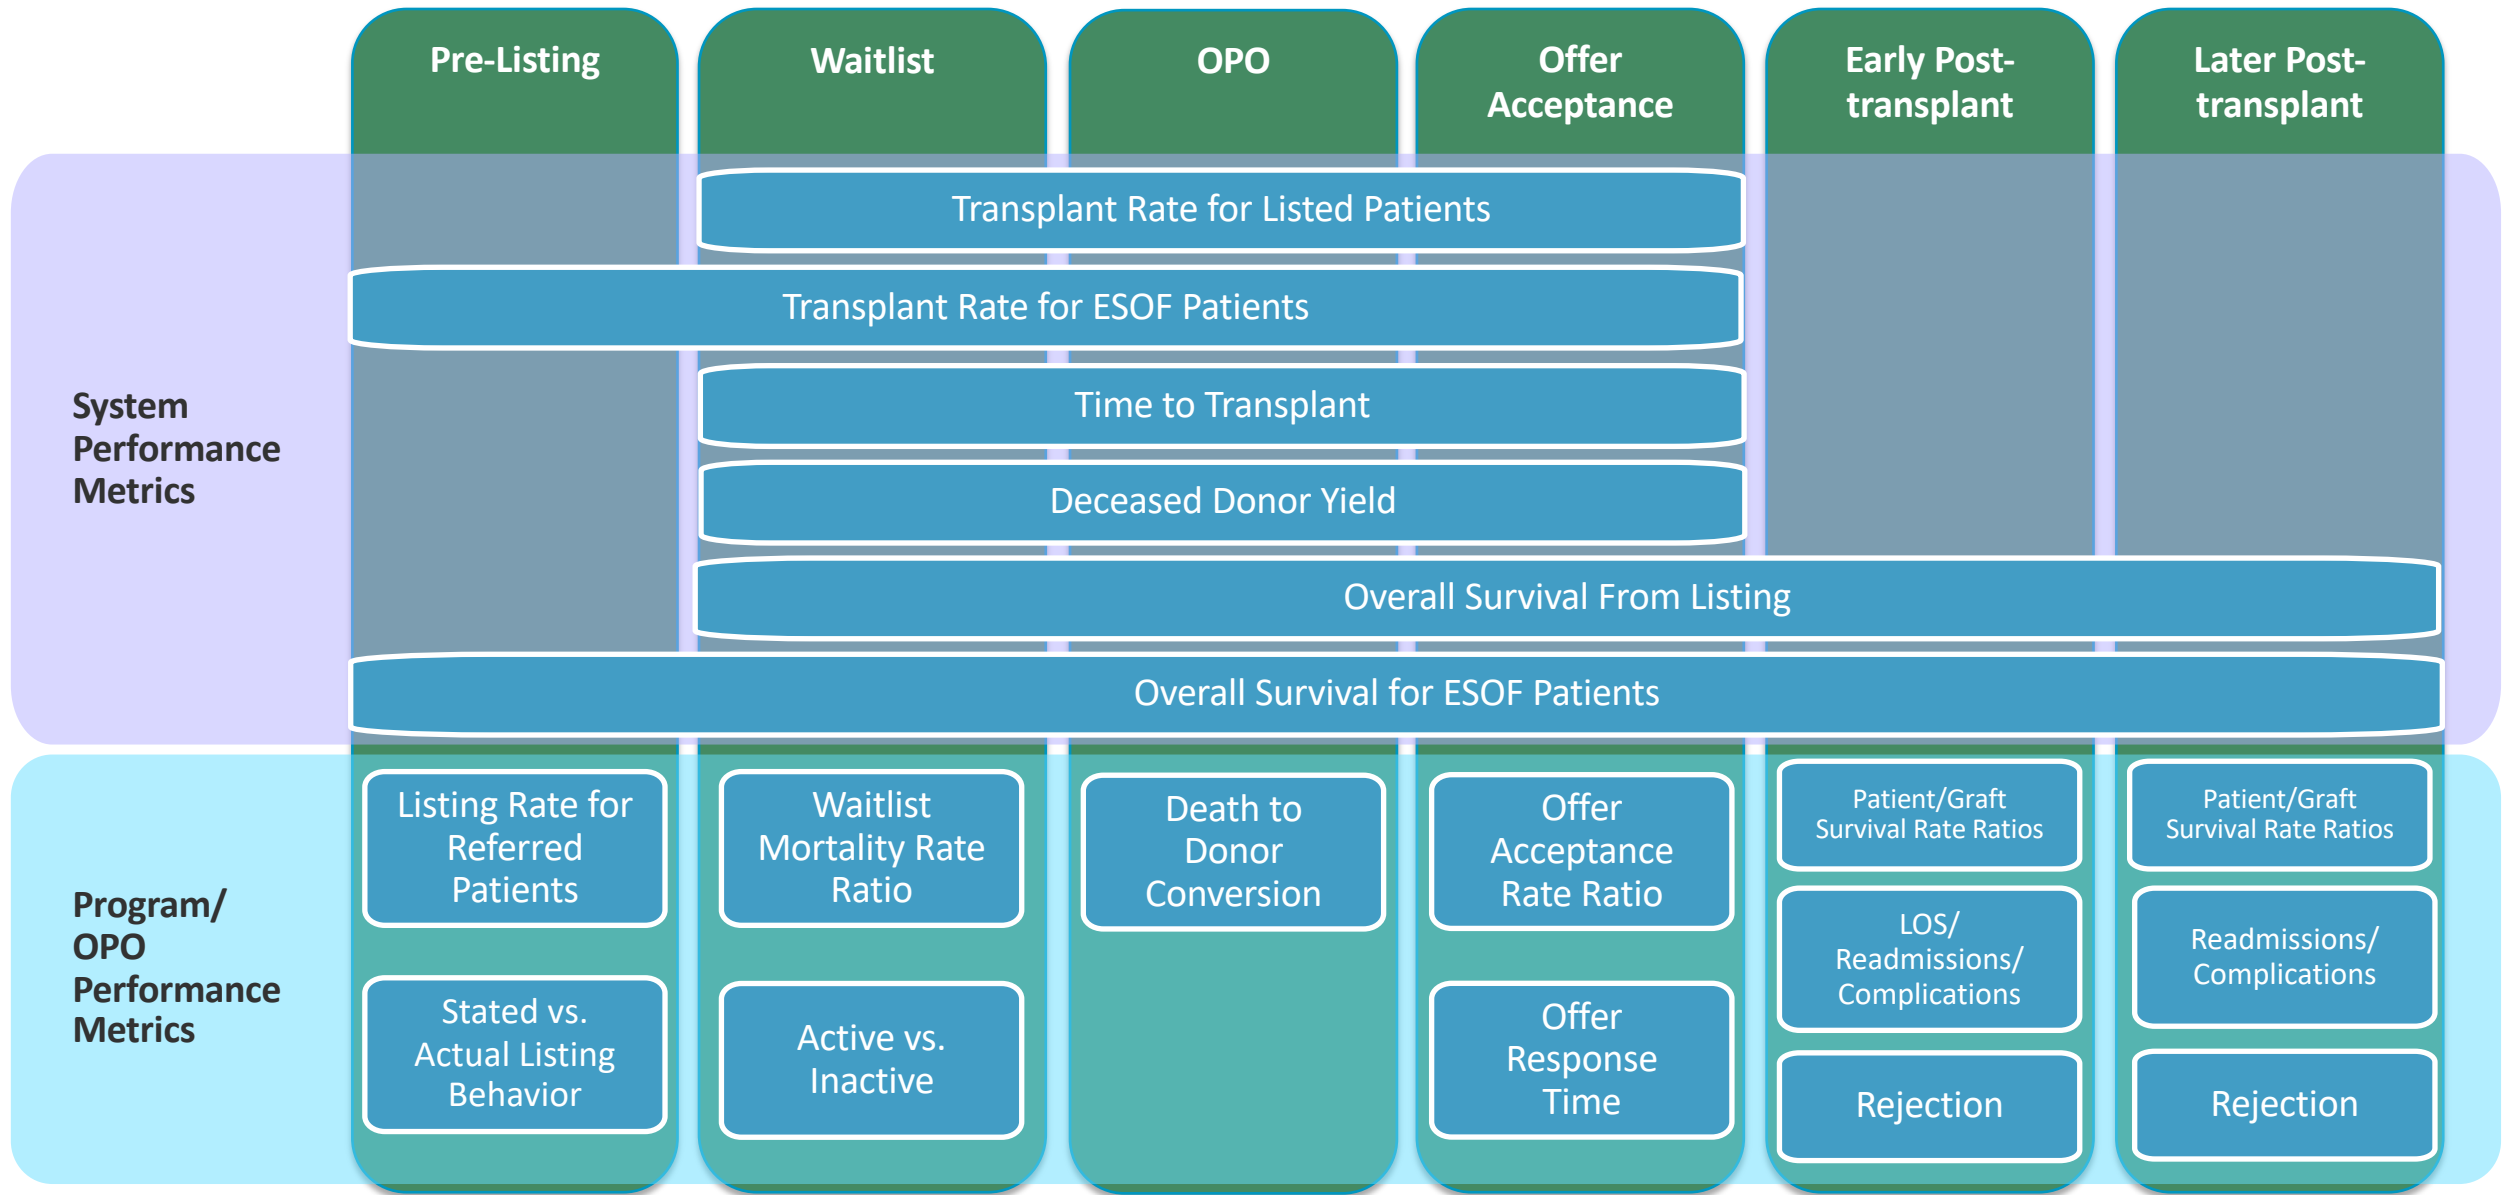 Pre-Listing
Waitlist
OPO
Offer
Acceptance
Early Post-
transplant
Later Post-
transplant
System
Performance
Metrics
Transplant Rate for Listed Patients
Transplant Rate for ESOF Patients
Time to Transplant
Deceased Donor Yield
Overall Survival From Listing
Overall Survival for ESOF Patients
Program/
OPO
Performance
Metrics
Listing Rate for
Referred
Patients
Waitlist
Mortality Rate
Ratio
Death to
Donor
Conversion
Offer
Acceptance
Rate Ratio
Patient/Graft
Survival Rate Ratios
Patient/Graft
Survival Rate Ratios
LOS/
Readmissions/
Complications
Readmissions/
Complications
Stated vs.
Actual Listing
Behavior
Active vs.
Inactive
Offer
Response
Time
Rejection
Rejection